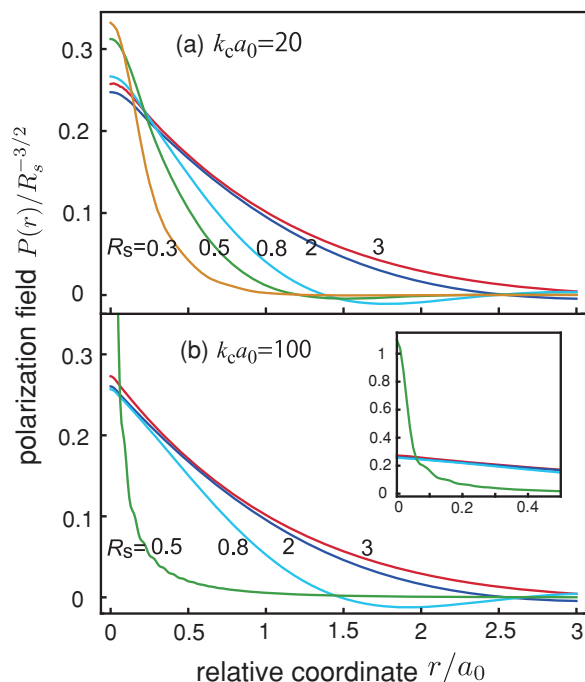 polarization field P(r)/R_s^{-3/2}
(a) k_c a_0=20
0.3
0.2
0.1
0
R_s=0.3 0.5 0.8 2 3
(b) k_c a_0=100
0.3
0.2
0.1
0
R_s=0.5 0.8 2 3
1
0.8
0.6
0.4
0.2
0
0 0.2 0.4
0 0.5 1 1.5 2 2.5 3
relative coordinate r/a_0